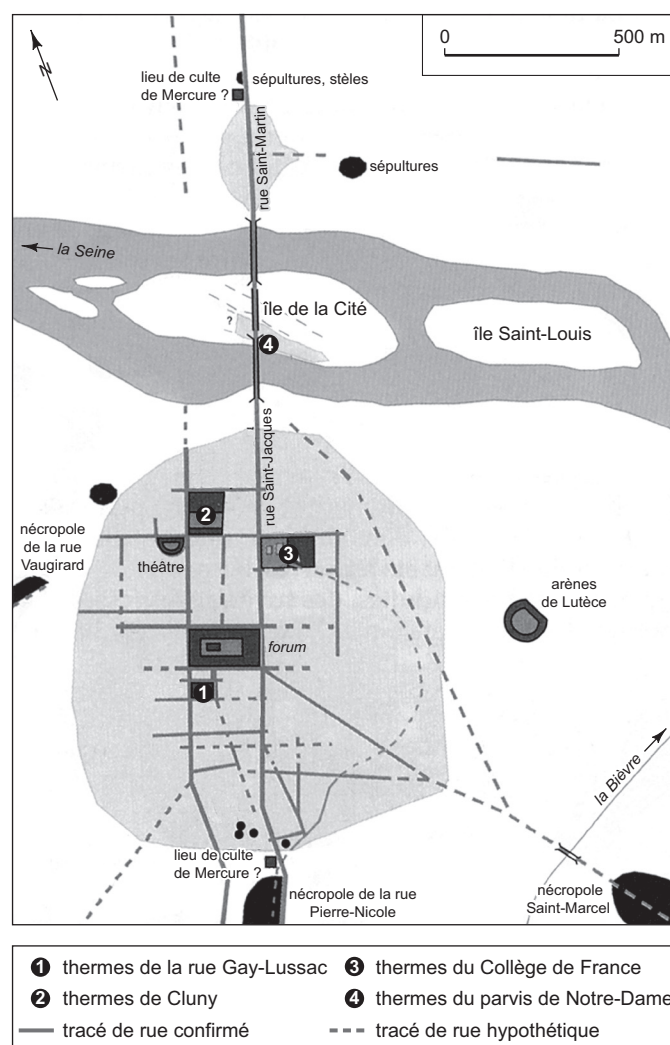 N
0 500 m
lieu de culte
de Mercure ?
sépultures, stèles
rue Saint-Martin
sépultures
la Seine
île de la Cité
?
4
île Saint-Louis
rue Saint-Jacques
2
nécropole
de la rue
Vaugirard
théâtre
3
arènes
de Lutèce
forum
1
la Bièvre
lieu de culte
de Mercure ?
nécropole de la rue
Pierre-Nicole
nécropole
Saint-Marcel
1 thermes de la rue Gay-Lussac
3 thermes du Collège de France
2 thermes de Cluny
4 thermes du parvis de Notre-Dame
tracé de rue confirmé
tracé de rue hypothétique